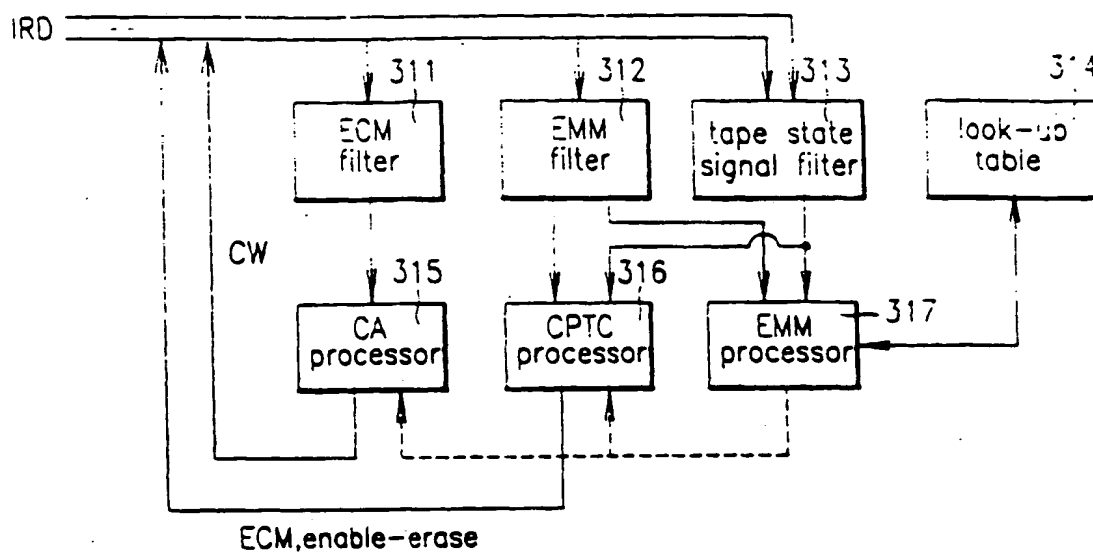 IRD
311
312
313
314
ECM
filter
EMM
filter
tape state
signal filter
look-up
table
CW
315
316
317
CA
processor
CPTC
processor
EMM
processor
ECM,enable-erase